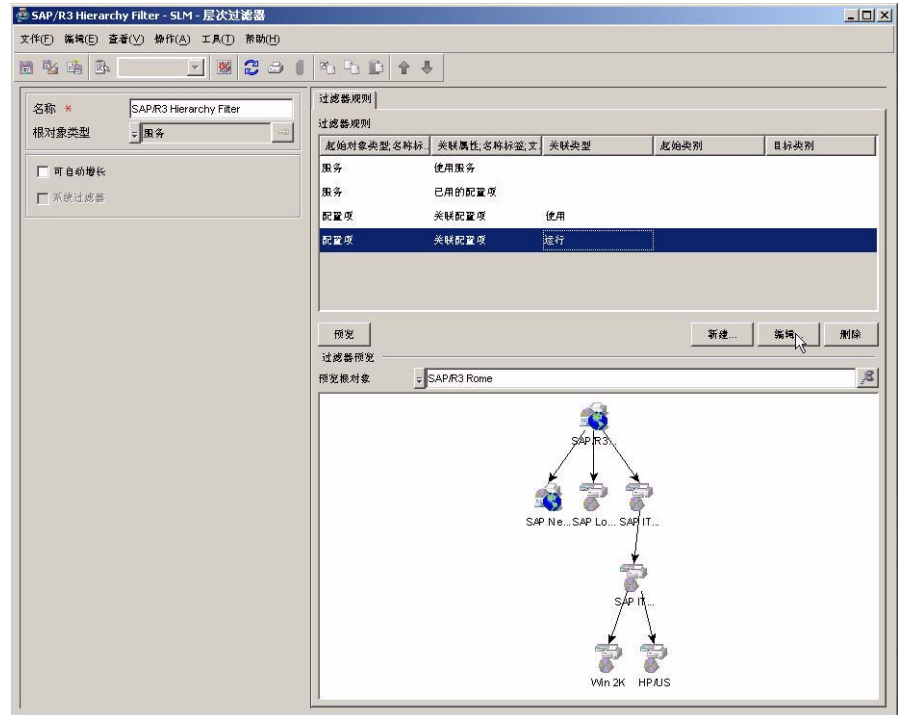 SAP/R3 Hierarchy Filter - SLM - 层次过滤器
文件(F) 编辑(E) 查看(V) 操作(A) 工具(T) 帮助(H)
名称 * SAP/R3 Hierarchy Filter
根对象类型 服务
可自动增长
系统过滤器
过滤器规则
过滤器规则
起始对象类型;名称标.. 关联属性;名称标签;文. 关联类型 起始类别 目标类别
服务 使用服务
服务 已用的配置项
配置项 关联配置项 使用
配置项 关联配置项 运行
预览 新建... 编辑... 删除
过滤器预览
预览根对象 SAP/R3 Rome
SAP/R3...
SAP Ne... SAP Lo... SAP IT...
SAP IT...
Win 2K HP/US